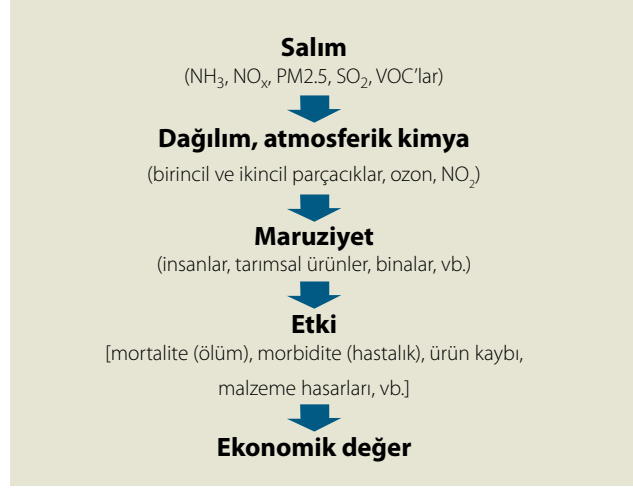 Salım
(NH₃, NOₓ, PM2.5, SO₂, VOC’lar)
Dağılım, atmosferik kimya
(birincil ve ikincil parçacıklar, ozon, NO₂)
Maruziyet
(insanlar, tarımsal ürünler, binalar, vb.)
Etki
[mortalite (ölüm), morbidite (hastalık), ürün kaybı,
malzeme hasarları, vb.]
Ekonomik değer